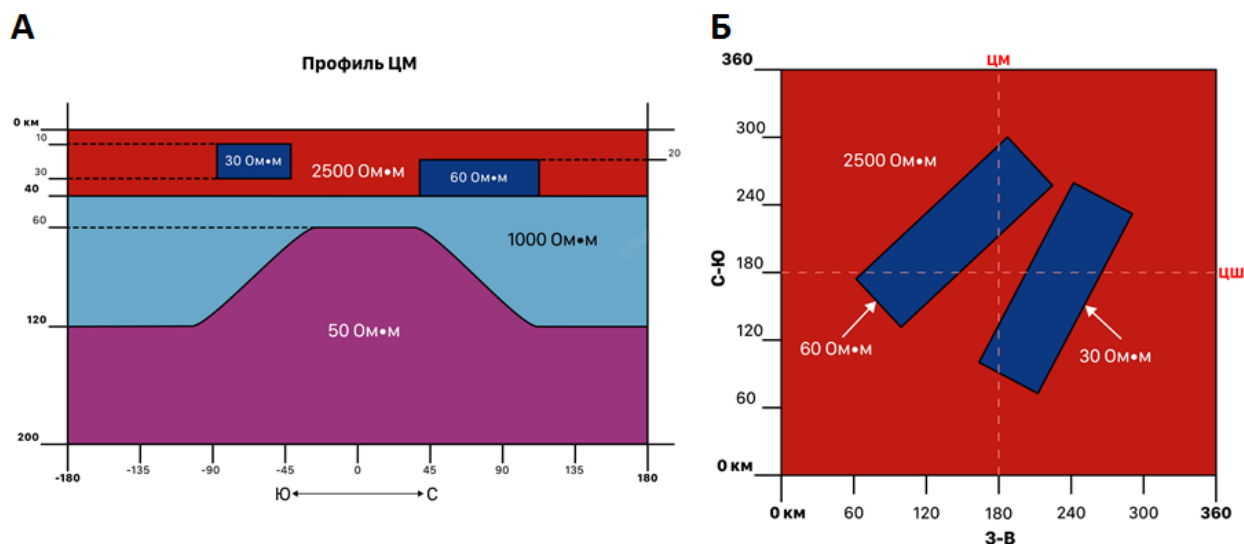 А
Профиль ЦМ
0 км
10
30
40
60
120
200
20
30 Ом•м
2500 Ом•м
60 Ом•м
1000 Ом•м
50 Ом•м
-180
-135
-90
-45
0
45
90
135
180
Ю
С
Б
ЦМ
360
300
240
180
120
60
0 км
С-Ю
2500 Ом•м
ЦШ
60 Ом•м
30 Ом•м
0 км
60
120
180
240
300
360
З-В